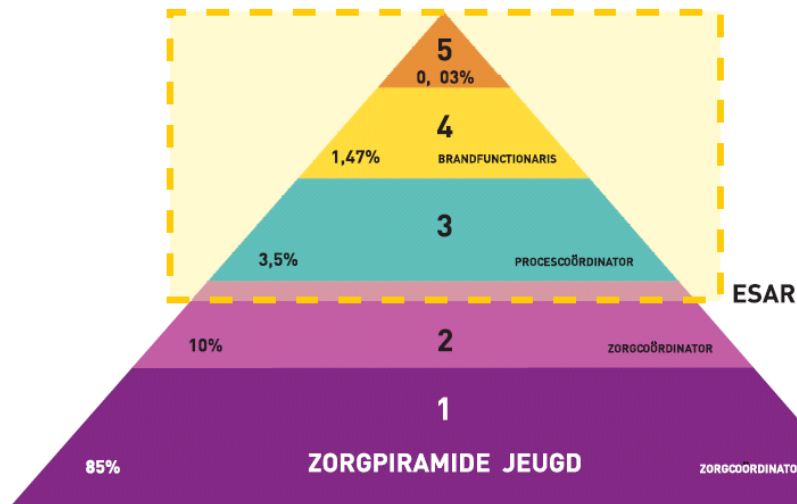 5
0, 03%
4
1,47% BRANDFUNCTIONARIS
3
3,5% PROCESCOÖRDINATOR
ESAR
10% 2 ZORGCOÖRDINATOR
1
85% ZORGPIRAMIDE JEUGD ZORGCOÖRDINATO